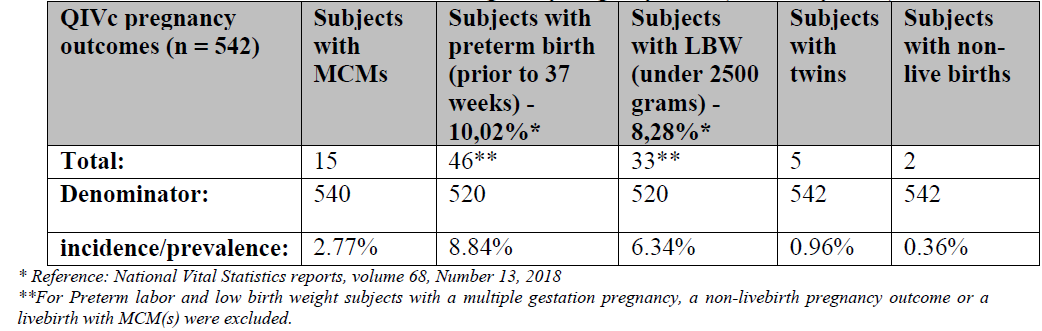 QIVc pregnancy outcomes (n = 542) | Subjects with MCMs | Subjects with preterm birth (prior to 37 weeks) - 10,02%* | Subjects with LBW (under 2500 grams) - 8,28%* | Subjects with twins | Subjects with non-live births
Total: | 15 | 46** | 33** | 5 | 2
Denominator: | 540 | 520 | 520 | 542 | 542
incidence/prevalence: | 2.77% | 8.84% | 6.34% | 0.96% | 0.36%
* Reference: National Vital Statistics reports, volume 68, Number 13, 2018
**For Preterm labor and low birth weight subjects with a multiple gestation pregnancy, a non-livebirth pregnancy outcome or a
livebirth with MCM(s) were excluded.